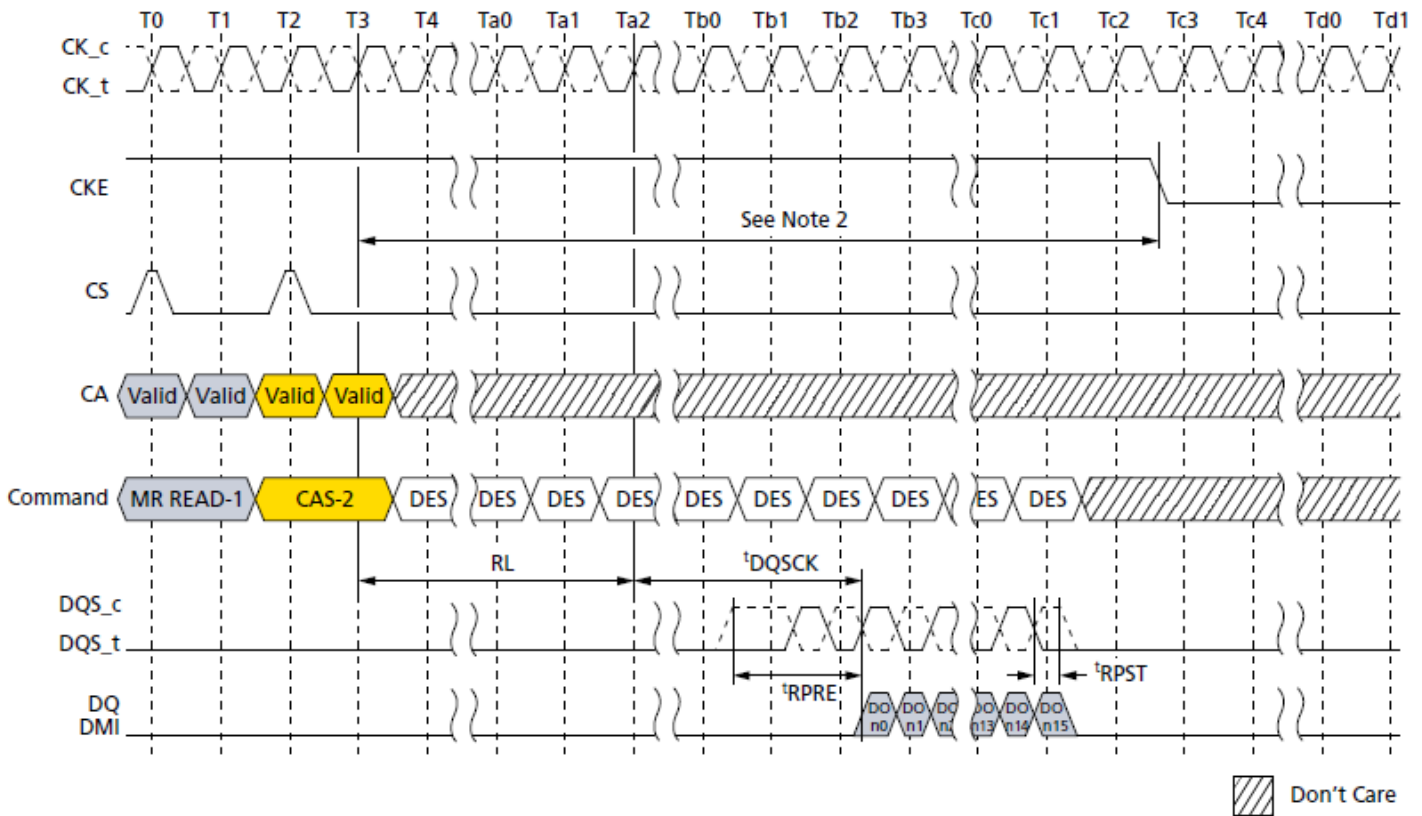 T0 T1 T2 T3 T4 Ta0 Ta1 Ta2 Tb0 Tb1 Tb2 Tb3 Tc0 Tc1 Tc2 Tc3 Tc4 Td0 Td1
CK_c
CK_t
CKE
See Note 2
CS
CA Valid Valid Valid Valid
Command MR READ-1 CAS-2 DES DES DES DES DES DES DES DES ES DES
RL tDQSCK
DQS_c
DQS_t
tRPRE tRPST
DQ DO DO DO DO DO DO
DMI n0 n1 n2 n13 n14 n15
Don't Care